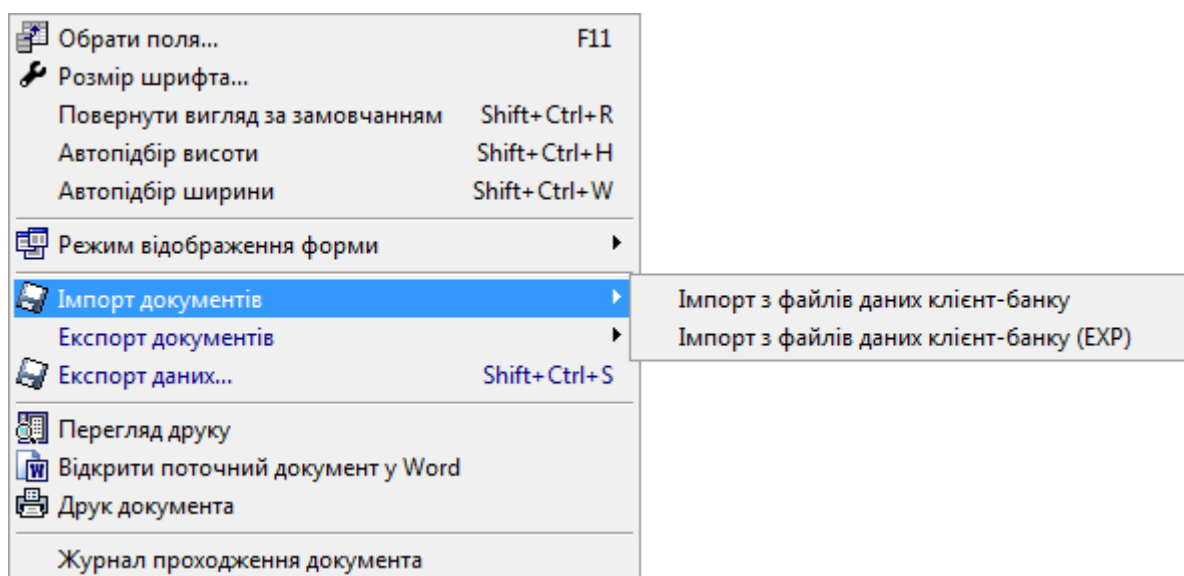 Обрати поля... F11
Розмір шрифта...
Повернути вигляд за замовчанням Shift+Ctrl+R
Автопідбір висоти Shift+Ctrl+H
Автопідбір ширини Shift+Ctrl+W
Режим відображення форми
Імпорт документів
Імпорт з файлів даних клієнт-банку
Експорт документів
Імпорт з файлів даних клієнт-банку (EXP)
Експорт даних... Shift+Ctrl+S
Перегляд друку
Відкрити поточний документ у Word
Друк документа
Журнал проходження документа